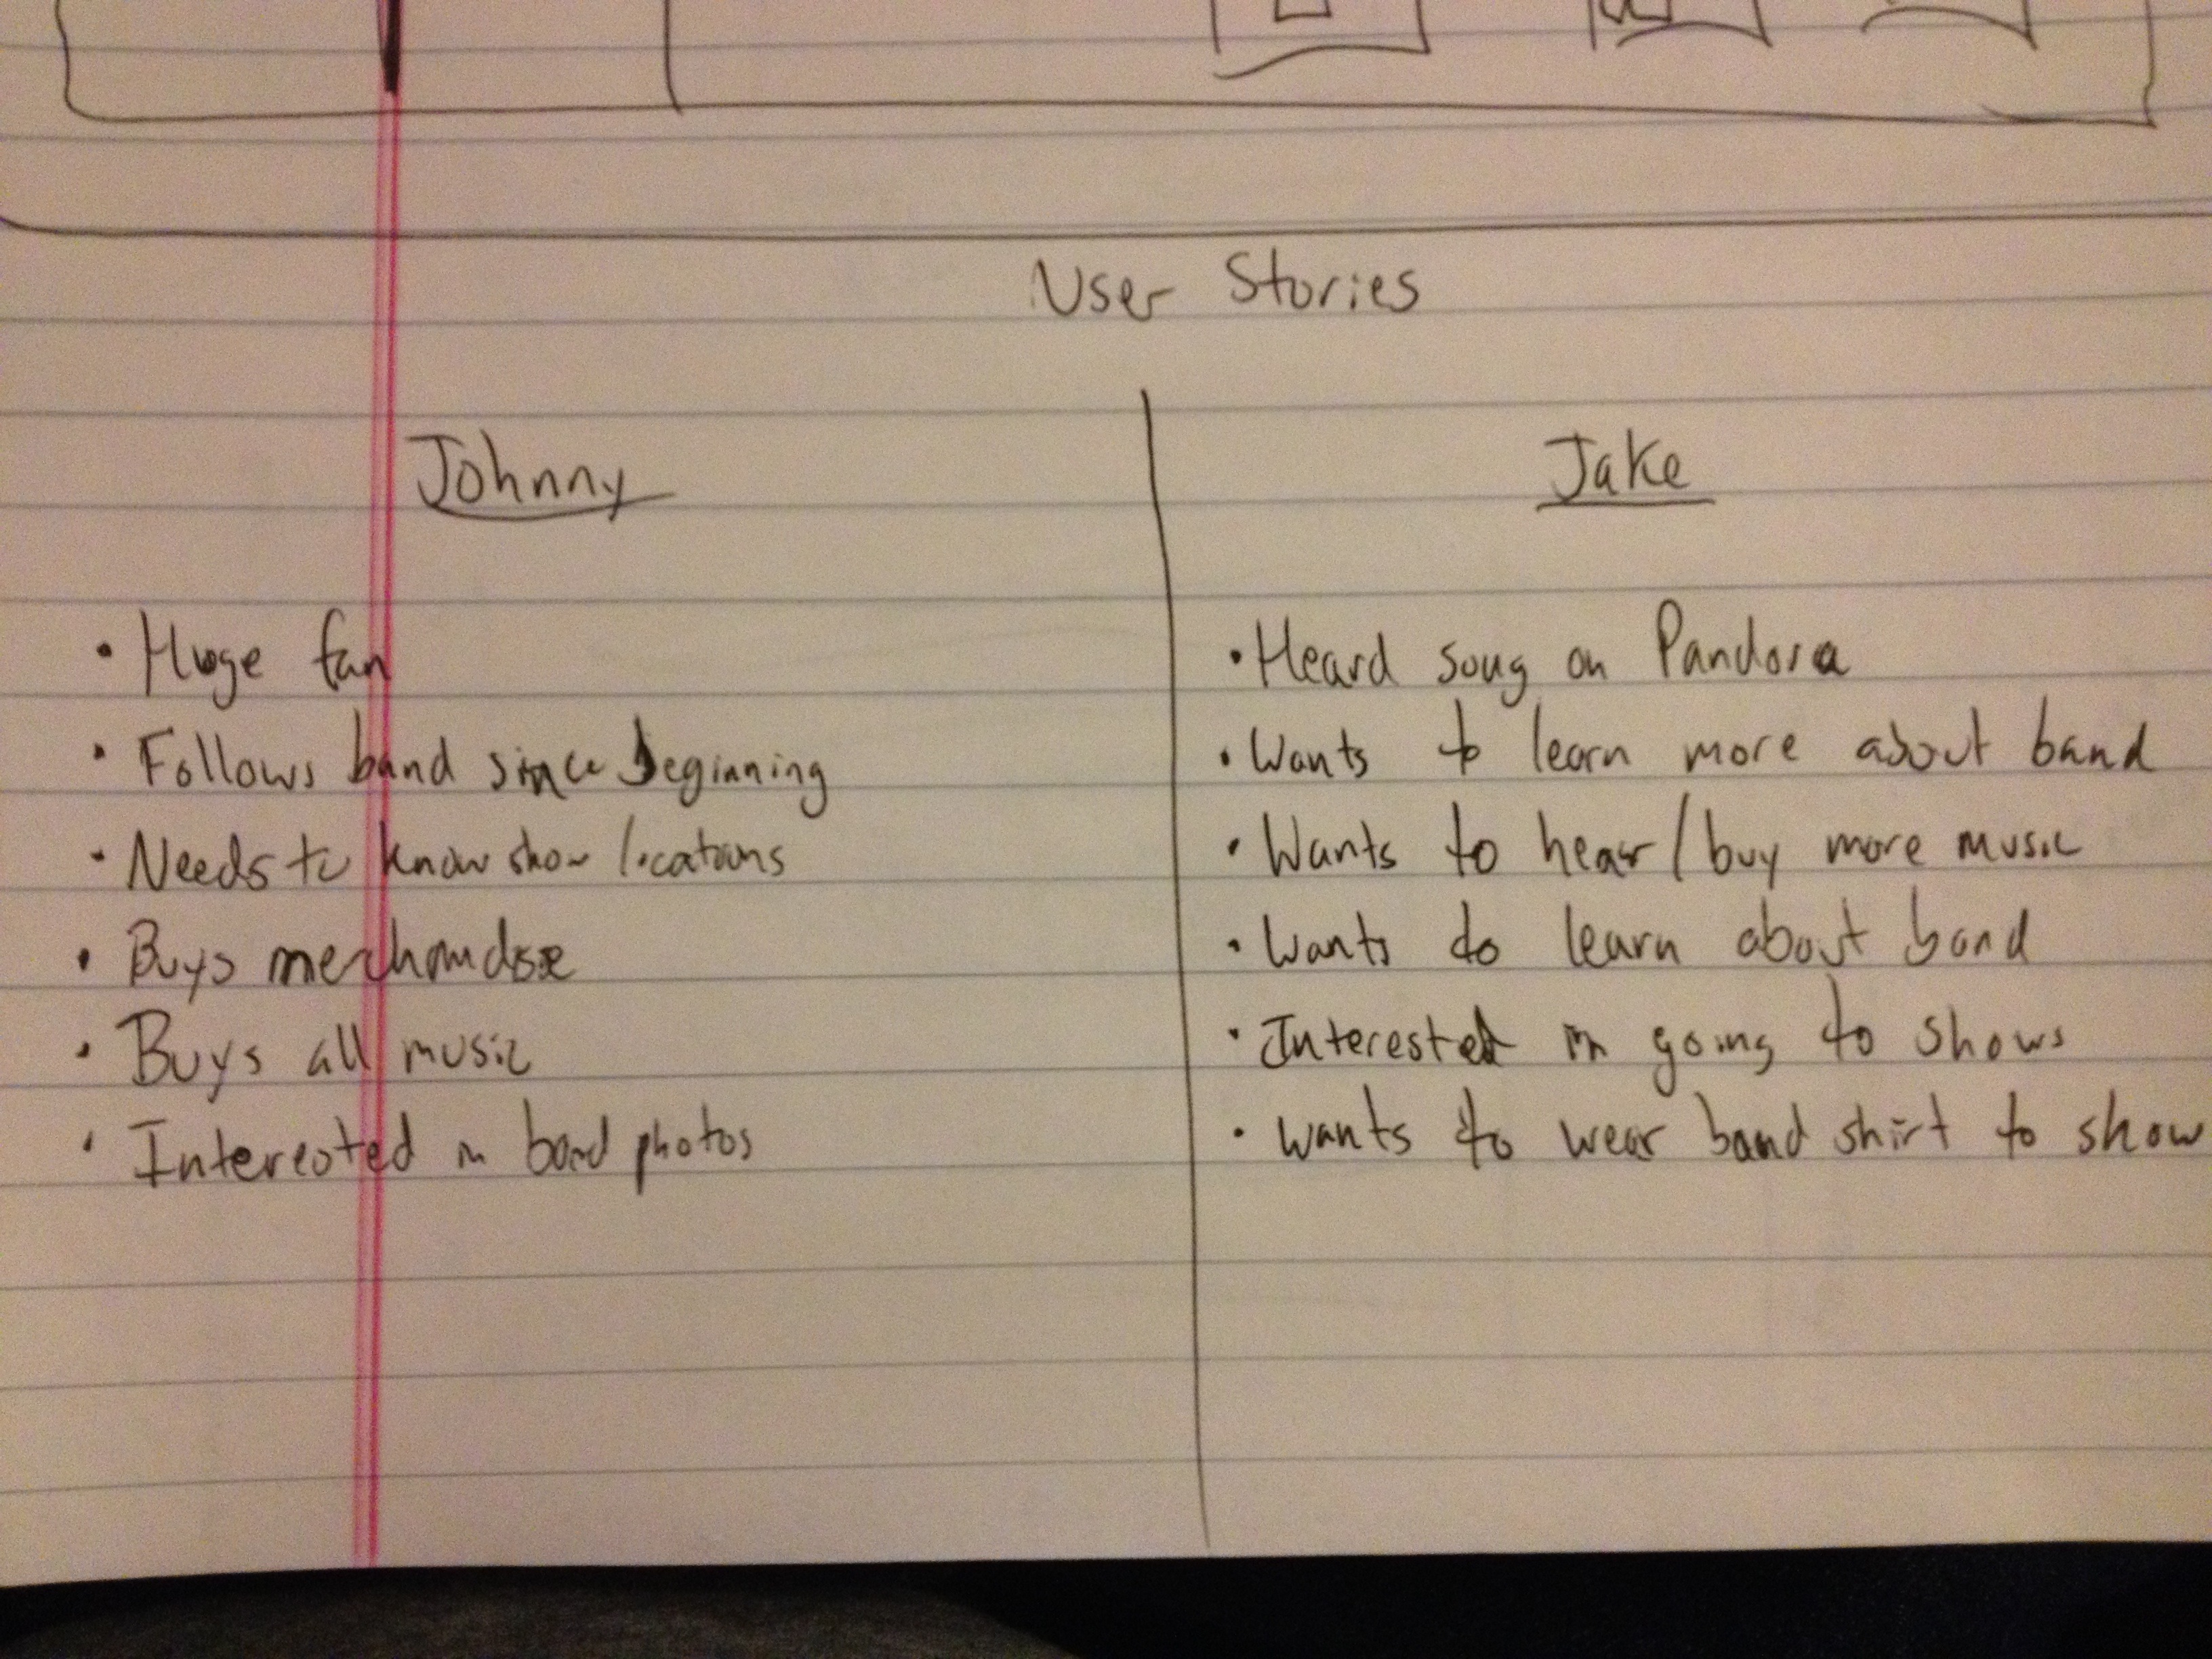 User Stories
Johnny
• Huge fan
• Follows band since beginning
• Needs to know show locations
• Buys merchandise
• Buys all music
• Interested in band photos
Jake
• Heard song on Pandora
• Wants to learn more about band
• Wants to hear/buy more music
• Wants to learn about band
• Interested in going to shows
• Wants to wear band shirt to show